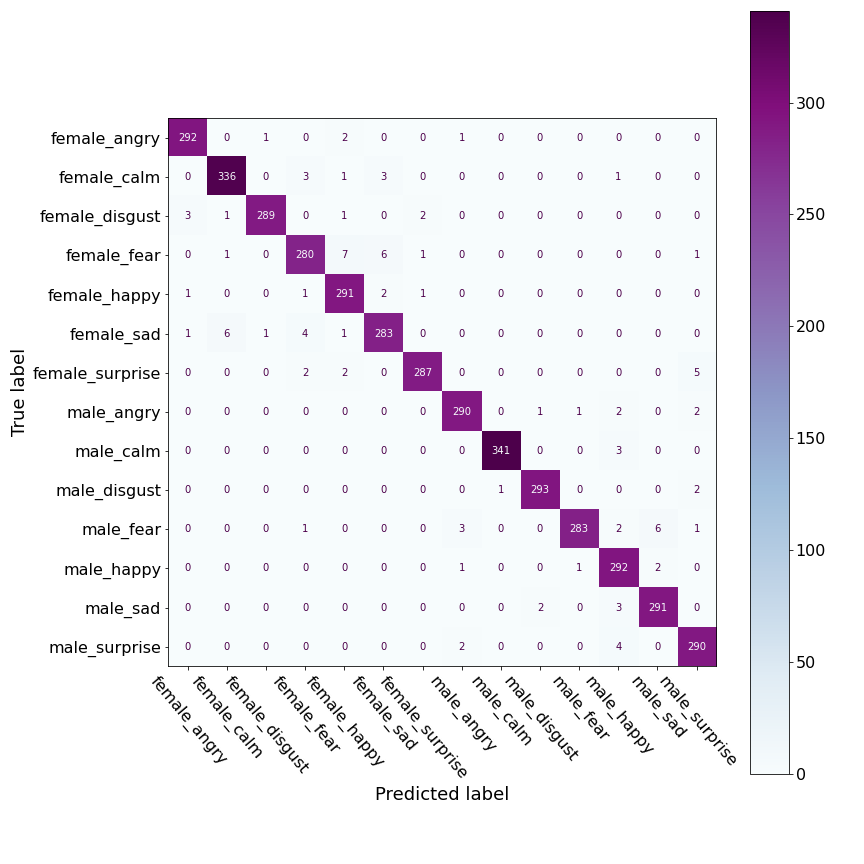 female_angry 292 0 1 0 2 0 0 1 0 0 0 0 0 0
female_calm 0 336 0 3 1 3 0 0 0 0 0 1 0 0
female_disgust 3 1 289 0 1 0 2 0 0 0 0 0 0 0
female_fear 0 1 0 280 7 6 1 0 0 0 0 0 0 1
female_happy 1 0 0 1 291 2 1 0 0 0 0 0 0 0
female_sad 1 6 1 4 1 283 0 0 0 0 0 0 0 0
female_surprise 0 0 0 2 2 0 287 0 0 0 0 0 0 5
male_angry 0 0 0 0 0 0 0 290 0 1 1 2 0 2
male_calm 0 0 0 0 0 0 0 0 341 0 0 3 0 0
male_disgust 0 0 0 0 0 0 0 0 1 293 0 0 0 2
male_fear 0 0 0 1 0 0 0 3 0 0 283 2 6 1
male_happy 0 0 0 0 0 0 0 1 0 0 1 292 2 0
male_sad 0 0 0 0 0 0 0 0 0 2 0 3 291 0
male_surprise 0 0 0 0 0 0 0 2 0 0 0 4 0 290
True label
female_angry
female_calm
female_disgust
female_fear
female_happy
female_sad
female_surprise
male_angry
male_calm
male_disgust
male_fear
male_happy
male_sad
male_surprise
Predicted label
300
250
200
150
100
50
0